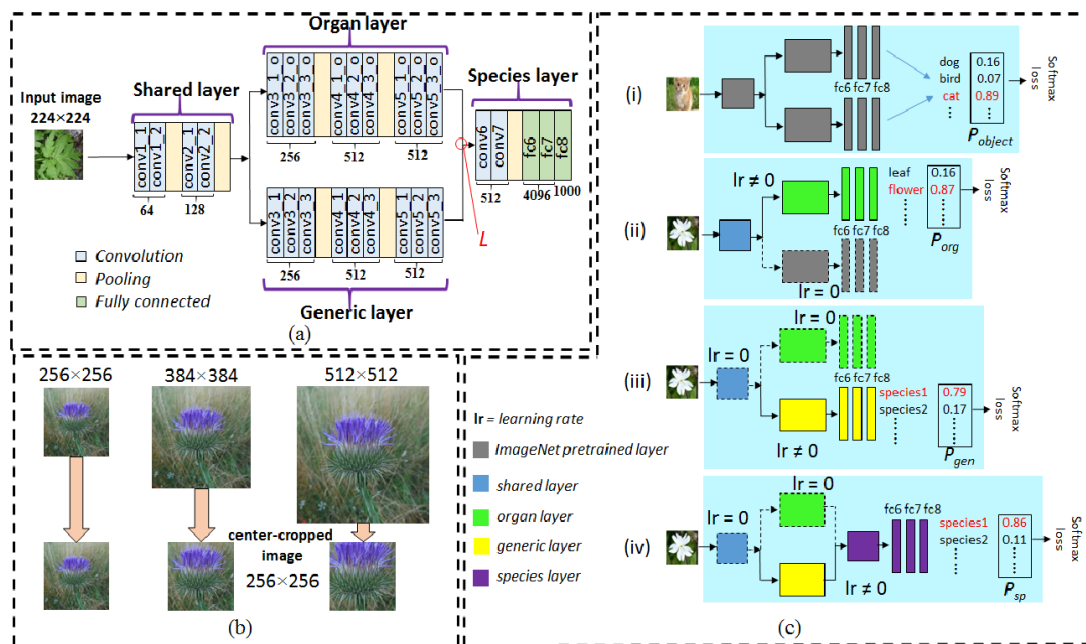 Organ layer
Input image
224×224
Shared layer
Species layer
conv1_1
conv1_2
conv2_1
conv2_2
64
128
conv3_1_o
conv3_2_o
conv3_3_o
conv4_1_o
conv4_2_o
conv4_3_o
conv5_1_o
conv5_2_o
conv5_3_o
256
512
512
conv3_1
conv3_2
conv3_3
conv4_1
conv4_2
conv4_3
conv5_1
conv5_2
conv5_3
256
512
512
conv6
conv7
fc6
fc7
fc8
512
4096
1000
L
Convolution
Pooling
Fully connected
Generic layer
(a)
256×256
384×384
512×512
center-cropped
image
256×256
(b)
lr = learning rate
ImageNet pretrained layer
shared layer
organ layer
generic layer
species layer
(i)
fc6 fc7 fc8
dog 0.16
bird 0.07
cat 0.89
... ...
Pobject
Softmax
loss
(ii)
lr ≠ 0
fc6 fc7 fc8
lr = 0
leaf 0.16
flower 0.87
Porg
Softmax
loss
(iii)
lr = 0
lr = 0
fc6 fc7 fc8
lr ≠ 0
species1 0.79
species2 0.17
Pgen
Softmax
loss
(iv)
lr = 0
lr = 0
fc6 fc7 fc8
lr ≠ 0
species1 0.86
species2 0.11
Psp
Softmax
loss
(c)